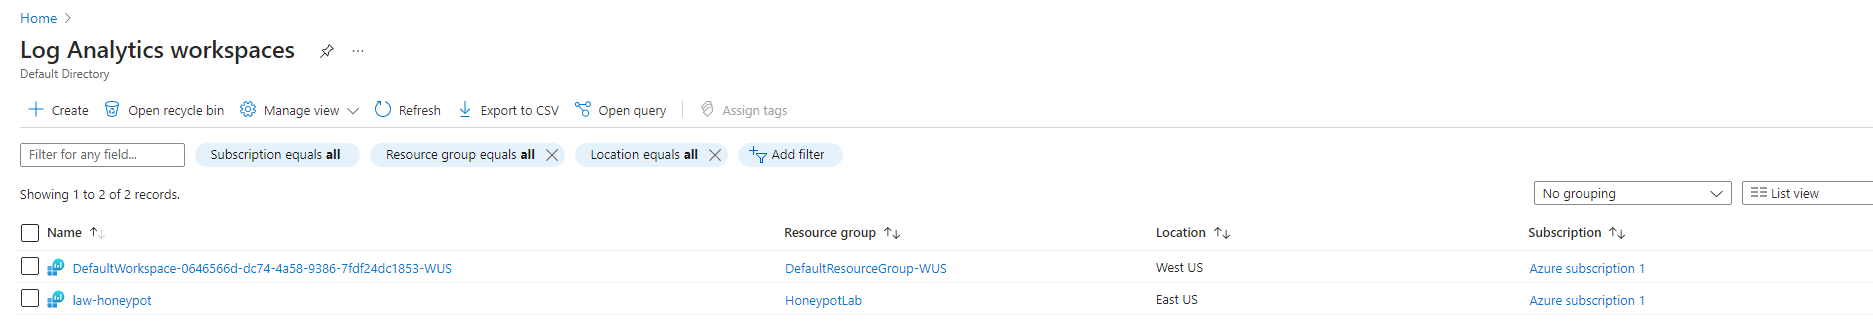 Home
Log Analytics workspaces ...
Default Directory
Create Open recycle bin Manage view Refresh Export to CSV Open query Assign tags
Filter for any field... Subscription equals all Resource group equals all Location equals all Add filter
Showing 1 to 2 of 2 records. No grouping List view
Name Resource group Location Subscription
DefaultWorkspace-0646566d-dc74-4a58-9386-7fdf24dc1853-WUS DefaultResourceGroup-WUS West US Azure subscription 1
law-honeypot HoneypotLab East US Azure subscription 1